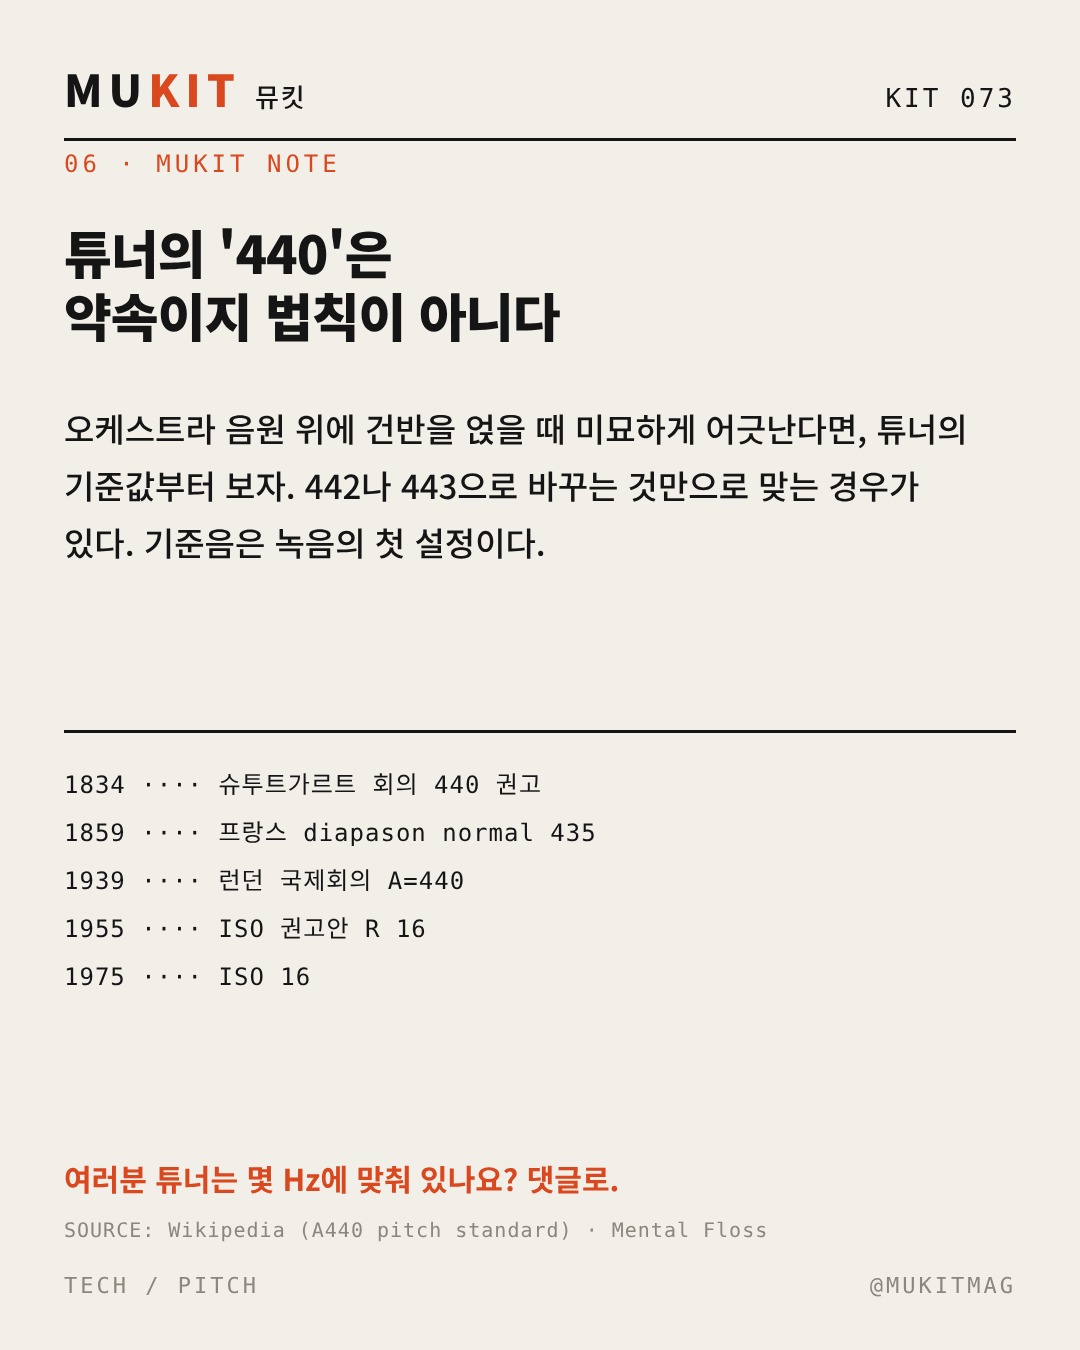 MUKIT 뮤킷
KIT 073
06 · MUKIT NOTE
튜너의 '440'은
약속이지 법칙이 아니다
오케스트라 음원 위에 건반을 얹을 때 미묘하게 어긋난다면, 튜너의
기준값부터 보자. 442나 443으로 바꾸는 것만으로 맞는 경우가
있다. 기준음은 녹음의 첫 설정이다.
1834 ···· 슈투트가르트 회의 440 권고
1859 ···· 프랑스 diapason normal 435
1939 ···· 런던 국제회의 A=440
1955 ···· ISO 권고안 R 16
1975 ···· ISO 16
여러분 튜너는 몇 Hz에 맞춰 있나요? 댓글로.
SOURCE: Wikipedia (A440 pitch standard) · Mental Floss
TECH / PITCH
@MUKITMAG